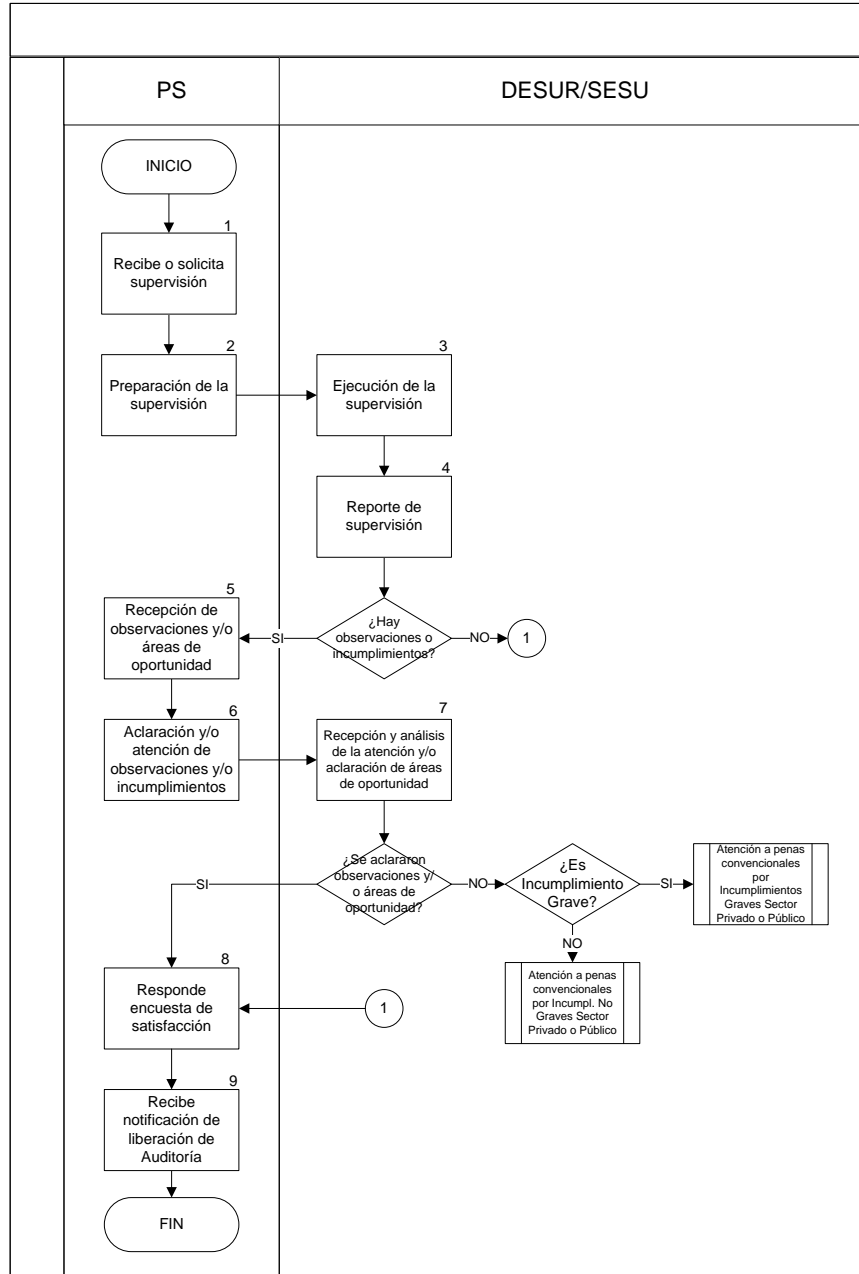 PS
DESUR/SESU
INICIO
1
Recibe o solicita
supervisión
2
Preparación de la
supervisión
3
Ejecución de la
supervisión
4
Reporte de
supervisión
¿Hay
observaciones o
incumplimientos?
SI
NO
1
5
Recepción de
observaciones y/o
áreas de
oportunidad
6
Aclaración y/o
atención de
observaciones y/o
incumplimientos
7
Recepción y análisis
de la atención y/o
aclaración de áreas
de oportunidad
¿Se aclararon
observaciones y/
o áreas de
oportunidad?
SI
NO
¿Es
Incumplimiento
Grave?
SI
Atención a penas
convencionales
por
Incumplimientos
Graves Sector
Privado o Público
NO
Atención a penas
convencionales
por Incumpl. No
Graves Sector
Privado o Público
8
Responde
encuesta de
satisfacción
1
9
Recibe
notificación de
liberación de
Auditoría
FIN